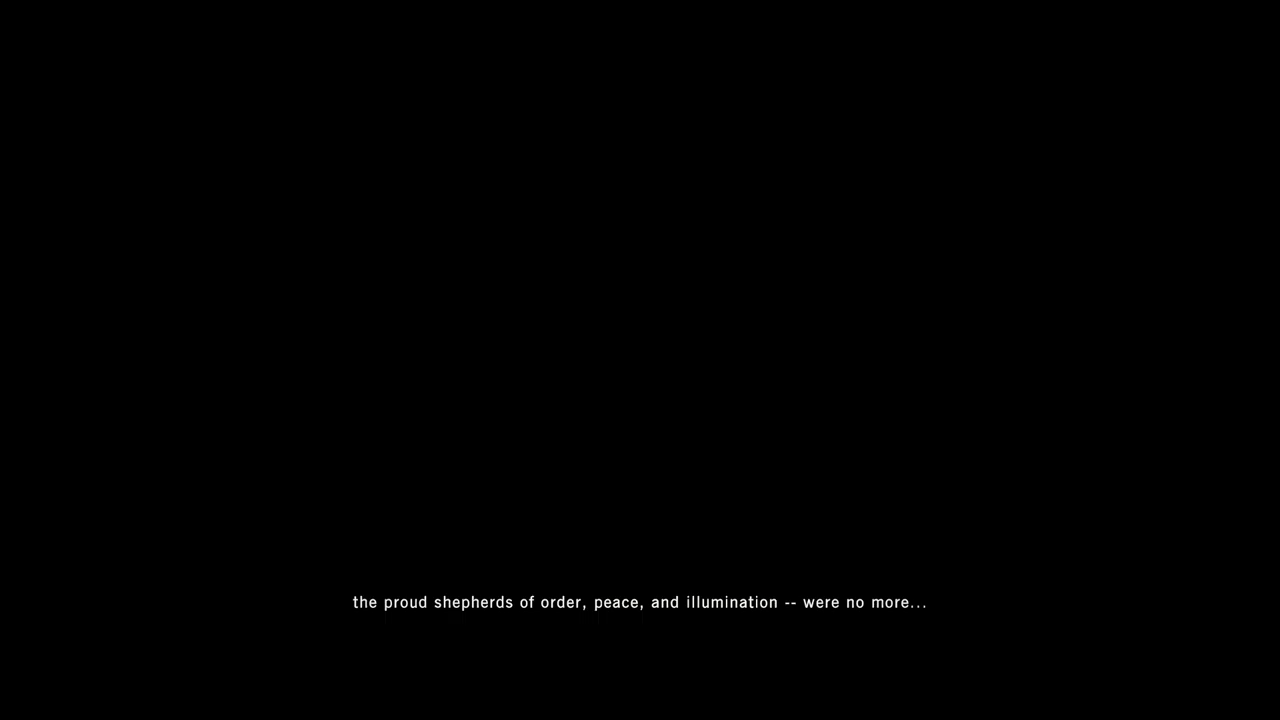 the proud shepherds of order, peace, and illumination -- were no more...